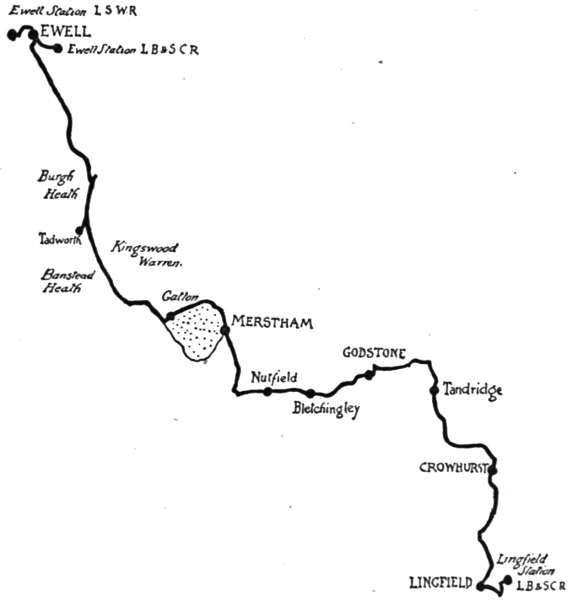 Ewell Station L S W R
EWELL
Ewell Station L B & S C R
Burgh
Heath
Tadworth
Kingswood
Warren.
Banstead
Heath
Gatton
MERSTHAM
GODSTONE
Nutfield
Bletchingley
Tandridge
CROWHURST
Lingfield
Station
L B & S C R
LINGFIELD